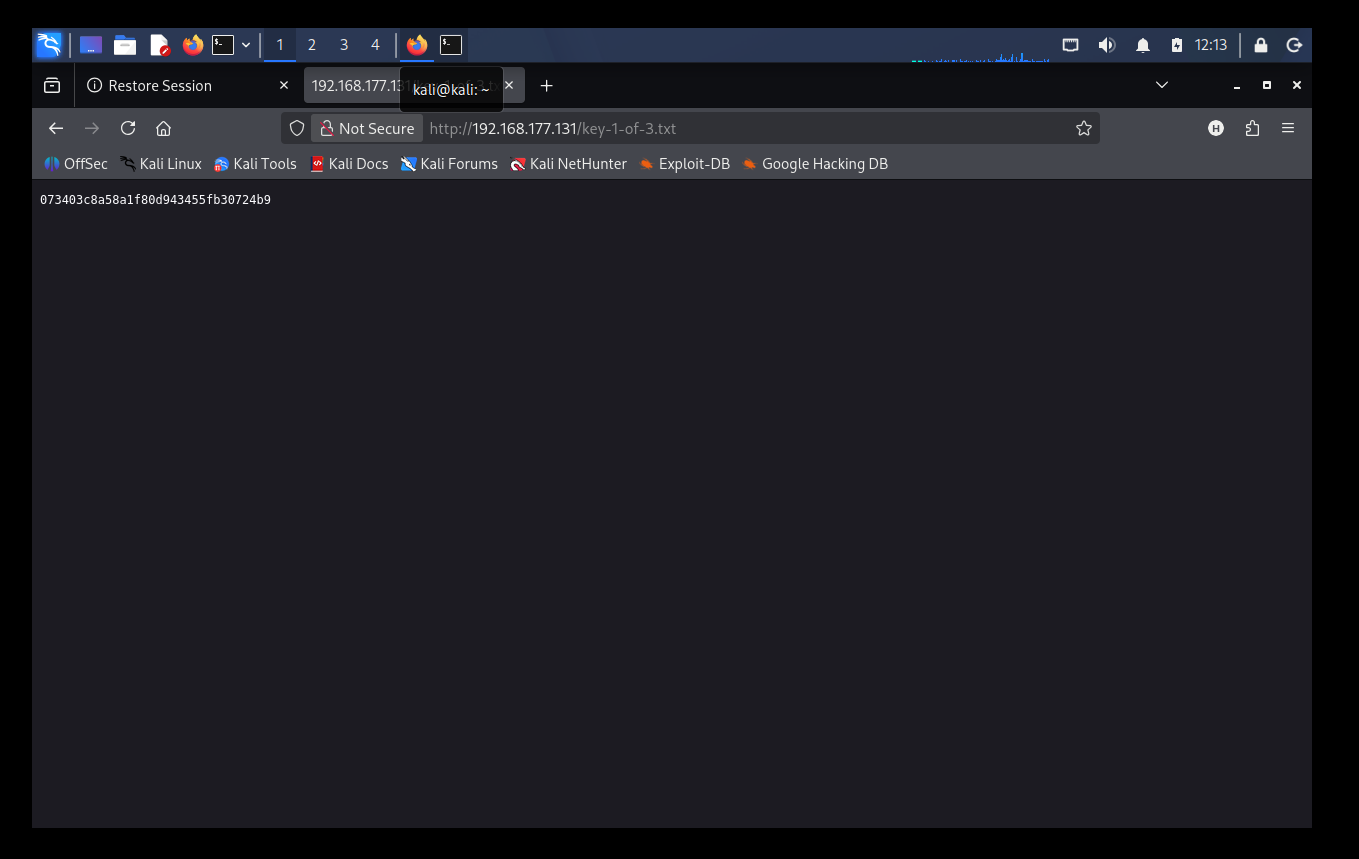 1 2 3 4 12:13
Restore Session 192.168.177.13
kali@kali: ~
Not Secure http://192.168.177.131/key-1-of-3.txt
OffSec Kali Linux Kali Tools Kali Docs Kali Forums Kali NetHunter Exploit-DB Google Hacking DB
073403c8a58a1f80d943455fb30724b9